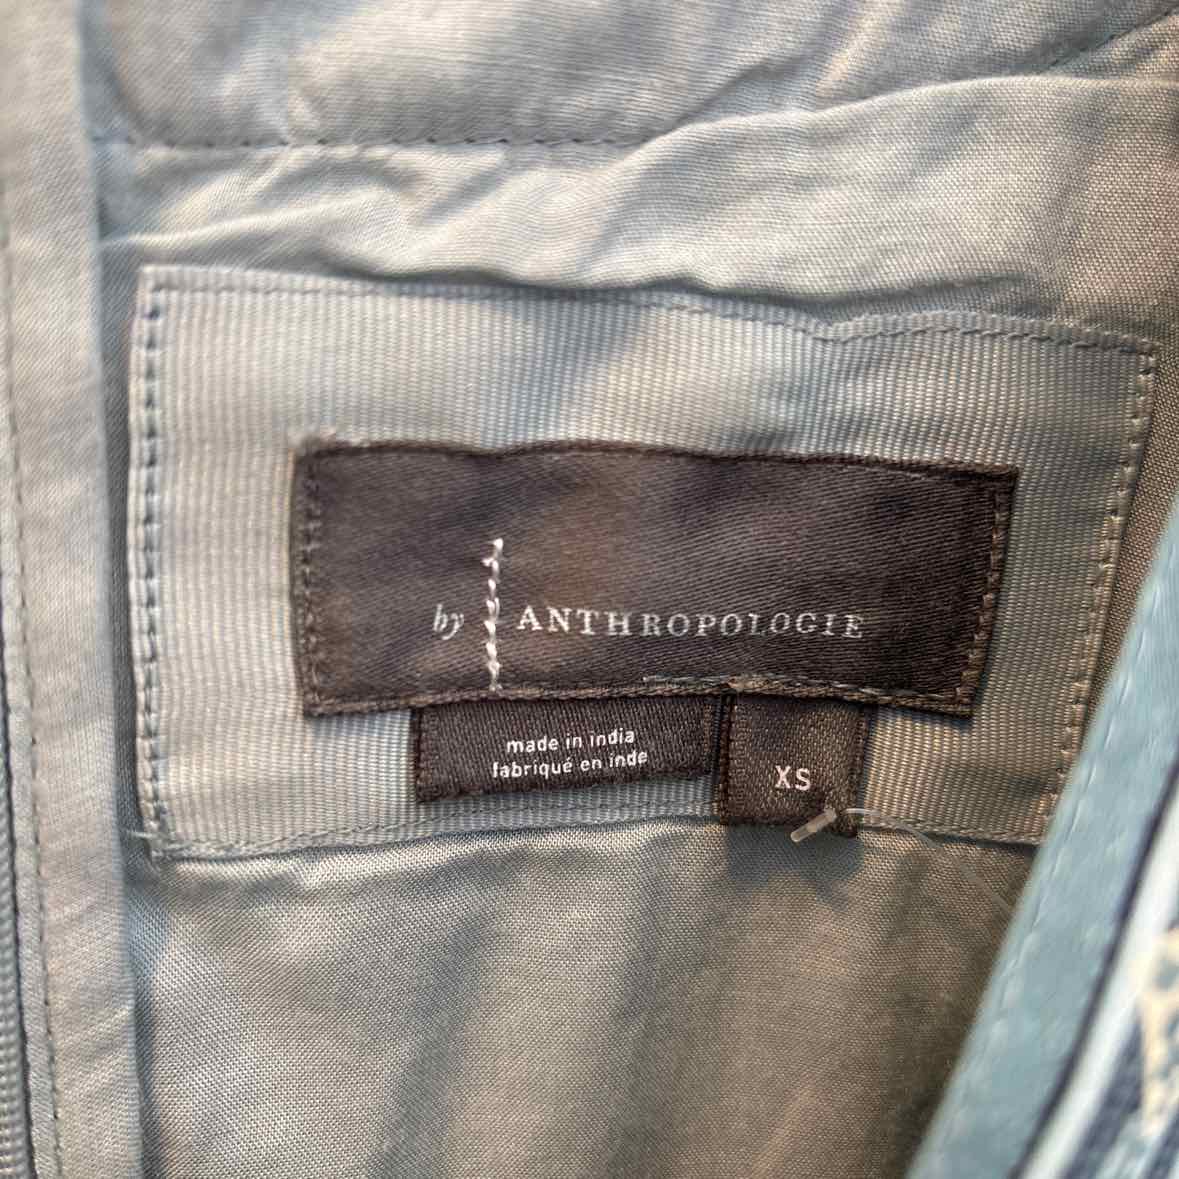 by ANTHROPOLOGIE
made in india
fabriqué en inde
XS